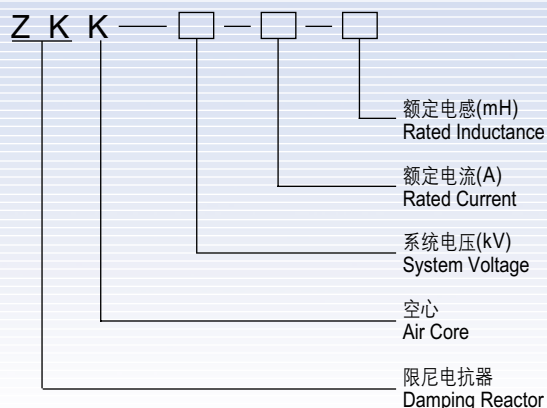 Z K K — □ — □ — □
额定电感(mH)
Rated Inductance
额定电流(A)
Rated Current
系统电压(kV)
System Voltage
空心
Air Core
限尼电抗器
Damping Reactor